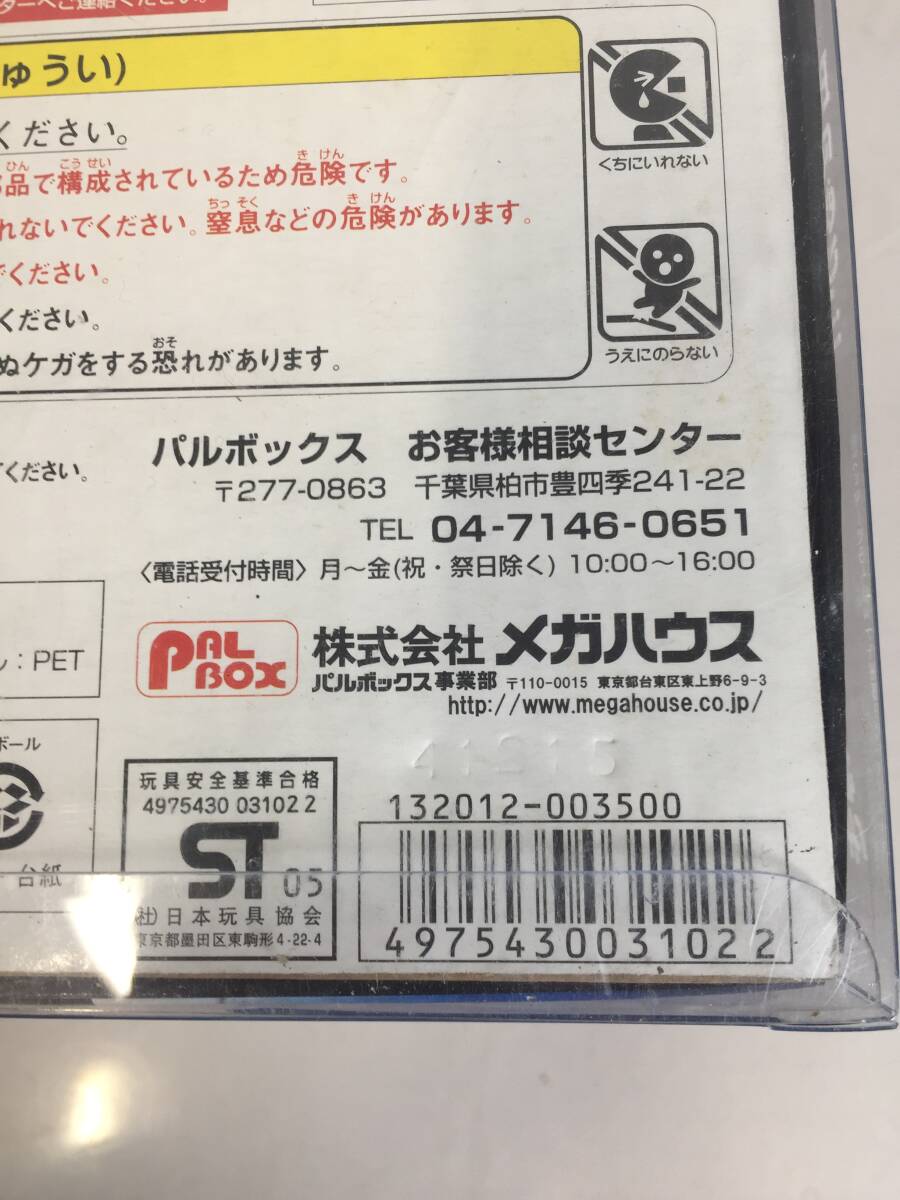 ターへご連絡ください。
ゅうい)
ください。
品で構成されているため危険です。
れないでください。窒息などの危険があります。
でください。
ください。
ぬケガをする恐れがあります。
くちにいれない
うえにのらない
ください。
パルボックス お客様相談センター
〒277-0863 千葉県柏市豊四季241-22
TEL 04-7146-0651
〈電話受付時間〉月～金(祝・祭日除く) 10:00～16:00
: PET
PAL BOX
株式会社 メガハウス
パルボックス事業部 〒110-0015 東京都台東区東上野6-9-3
http://www.megahouse.co.jp/
ボール
台紙
玩具安全基準合格
4975430 031022
ST 05
社)日本玩具協会
東京都墨田区東駒形4-22-4
132012-003500
4975430031022